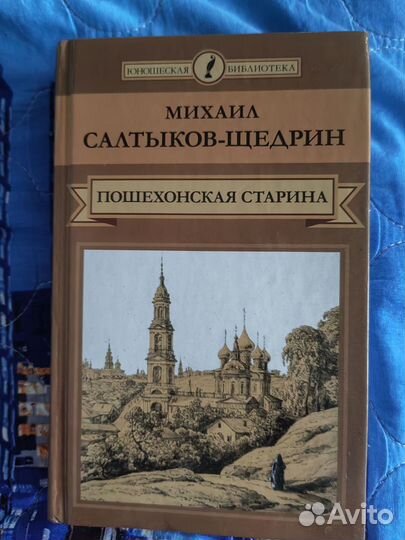 ЮНОШЕСКАЯ БИБЛИОТЕКА
МИХАИЛ
САЛТЫКОВ-ЩЕДРИН
ПОШЕХОНСКАЯ СТАРИНА
Avito